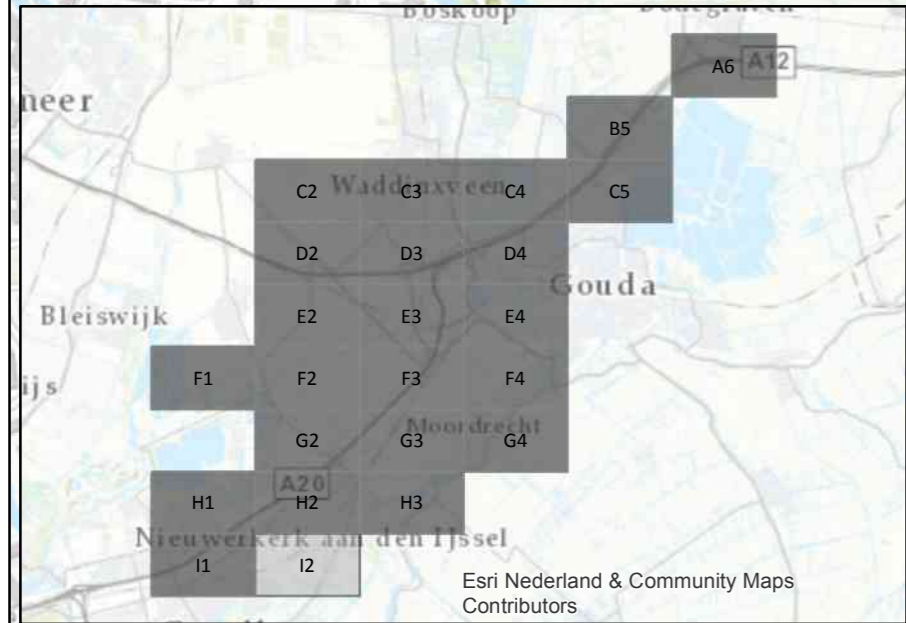 Boskoop
Bodegraven
A6 A12
meer
B5
C2 Waddinxveen C3 C4 C5
D2 D3 D4
Gouda
Bleiswijk E2 E3 E4
ijs F1 F2 F3 F4
Moordrecht
G2 G3 G4
A20
H1 H2 H3
Nieuwerkerk aan den IJssel
I1 I2
Esri Nederland & Community Maps
Contributors